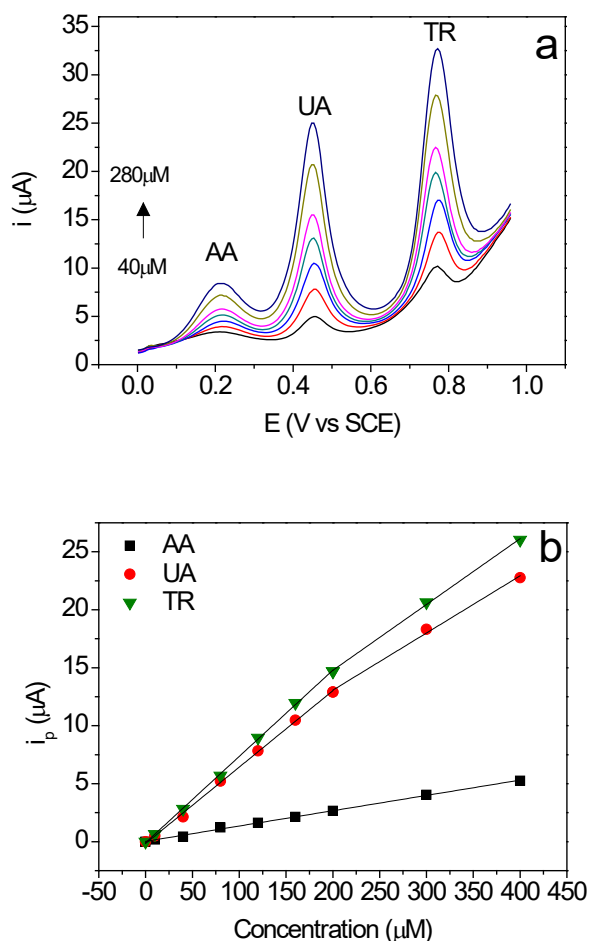 a
35
30
25
20
15
10
5
0
i (µA)
TR
UA
AA
280µM
40µM
0.0 0.2 0.4 0.6 0.8 1.0
E (V vs SCE)
b
AA
UA
TR
25
20
15
10
5
0
ip (µA)
-50 0 50 100 150 200 250 300 350 400 450
Concentration (µM)